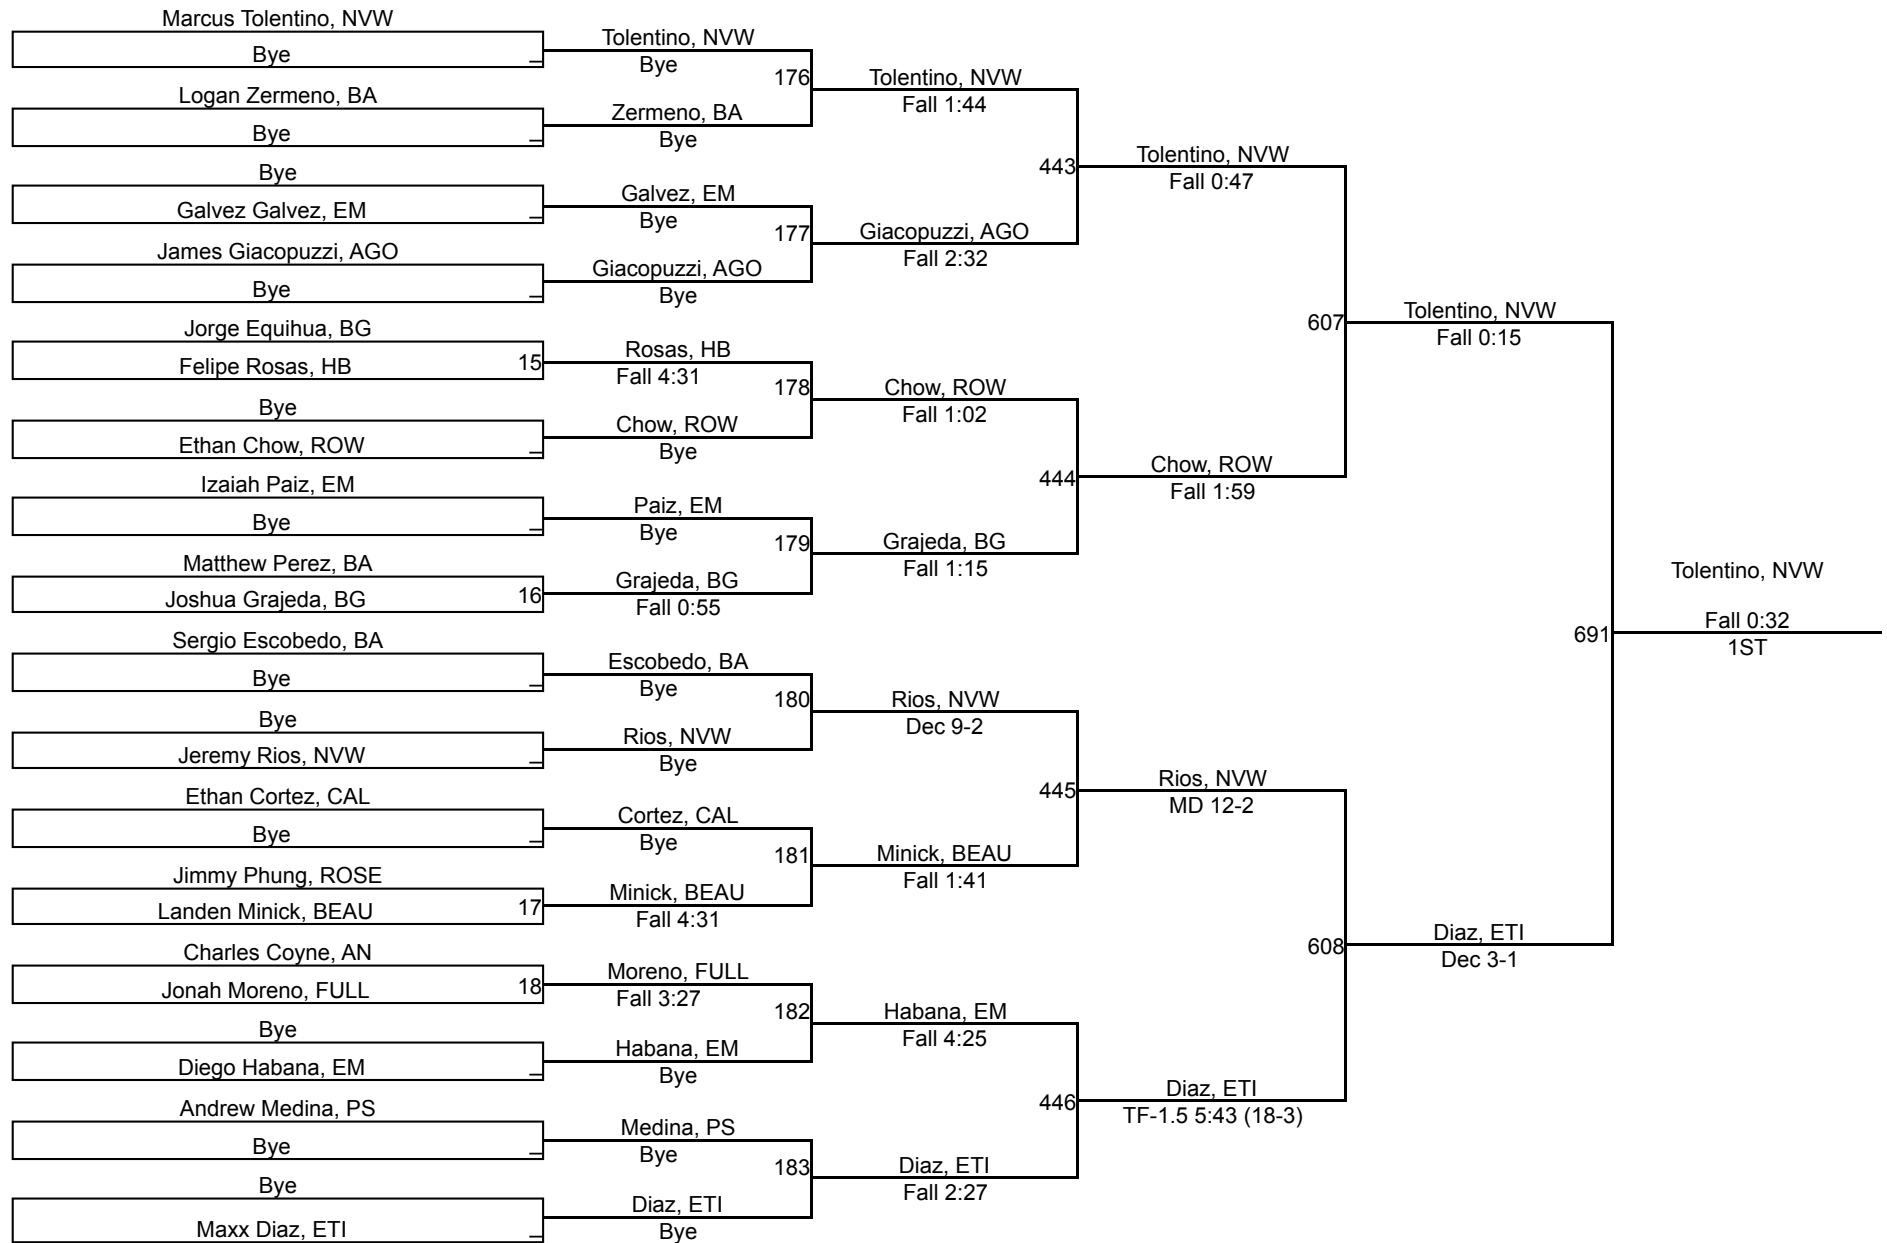 Marcus Tolentino, NVW
Bye _
Logan Zermeno, BA
Bye _
Bye
Galvez Galvez, EM _
James Giacopuzzi, AGO
Bye _
Jorge Equihua, BG
Felipe Rosas, HB 15
Bye
Ethan Chow, ROW _
Izaiah Paiz, EM
Bye _
Matthew Perez, BA
Joshua Grajeda, BG 16
Sergio Escobedo, BA
Bye _
Bye
Jeremy Rios, NVW _
Ethan Cortez, CAL
Bye _
Jimmy Phung, ROSE
Landen Minick, BEAU 17
Charles Coyne, AN
Jonah Moreno, FULL 18
Bye
Diego Habana, EM _
Andrew Medina, PS
Bye _
Bye
Maxx Diaz, ETI _
Tolentino, NVW
Bye
176
Zermeno, BA
Bye
Galvez, EM
Bye
177
Giacopuzzi, AGO
Bye
Rosas, HB
Fall 4:31
178
Chow, ROW
Bye
Paiz, EM
Bye
179
Grajeda, BG
Fall 0:55
Escobedo, BA
Bye
180
Rios, NVW
Bye
Cortez, CAL
Bye
181
Minick, BEAU
Fall 4:31
Moreno, FULL
Fall 3:27
182
Habana, EM
Bye
Medina, PS
Bye
183
Diaz, ETI
Bye
Tolentino, NVW
Fall 1:44
443
Giacopuzzi, AGO
Fall 2:32
Chow, ROW
Fall 1:02
444
Grajeda, BG
Fall 1:15
Rios, NVW
Dec 9-2
445
Minick, BEAU
Fall 1:41
Habana, EM
Fall 4:25
446
Diaz, ETI
Fall 2:27
Tolentino, NVW
Fall 0:47
607
Chow, ROW
Fall 1:59
Rios, NVW
MD 12-2
608
Diaz, ETI
TF-1.5 5:43 (18-3)
Tolentino, NVW
Fall 0:15
691
Diaz, ETI
Dec 3-1
Tolentino, NVW
Fall 0:32
1ST